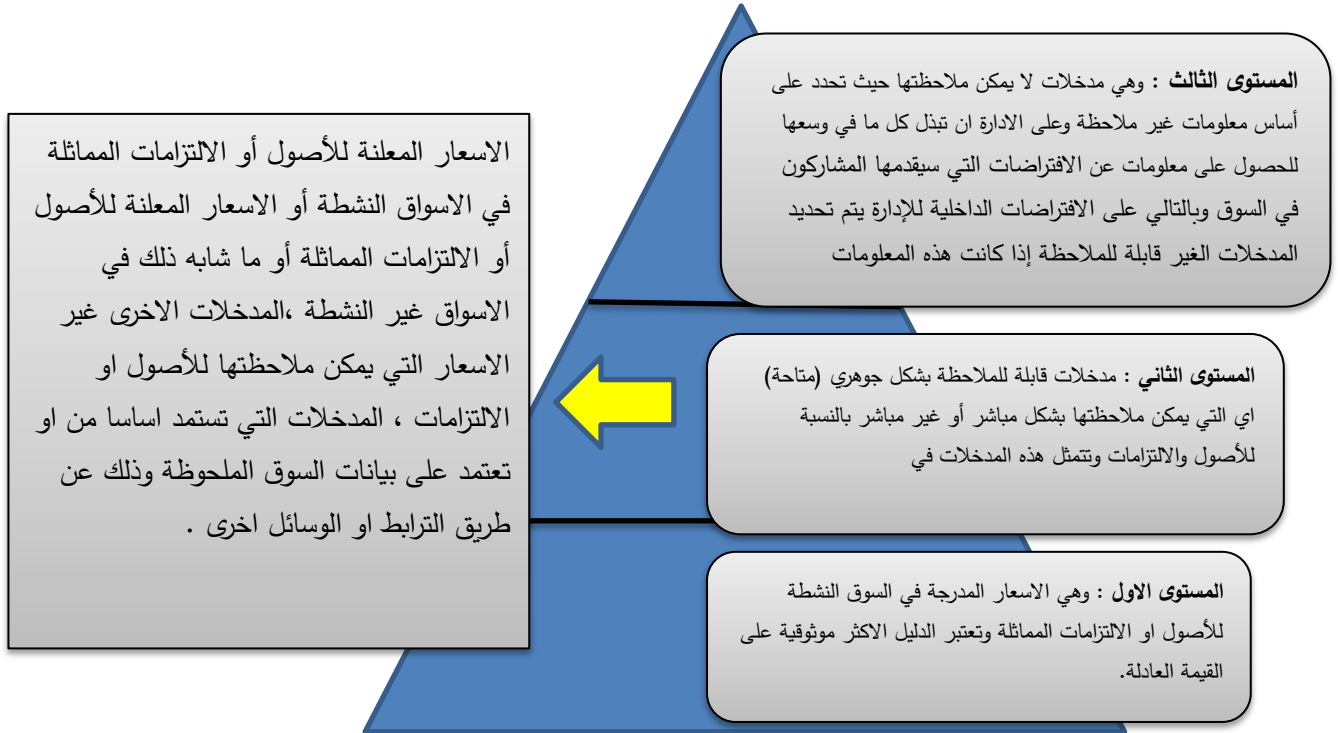 المستوى الثالث : وهي مدخلات لا يمكن ملاحظتها حيث تحدد على
أساس معلومات غير ملاحظة وعلى الادارة ان تبذل كل ما في وسعها
للحصول على معلومات عن الافتراضات التي سيقدمها المشاركون
في السوق وبالتالي على الافتراضات الداخلية للإدارة يتم تحديد
المدخلات الغير قابلة للملاحظة إذا كانت هذه المعلومات
المستوى الثاني : مدخلات قابلة للملاحظة بشكل جوهري (متاحة)
اي التي يمكن ملاحظتها بشكل مباشر أو غير مباشر بالنسبة
للأصول والالتزامات وتتمثل هذه المدخلات في
الاسعار المعلنة للأصول أو الالتزامات المماثلة
في الاسواق النشطة أو الاسعار المعلنة للأصول
أو الالتزامات المماثلة أو ما شابه ذلك في
الاسواق غير النشطة ،المدخلات الاخرى غير
الاسعار التي يمكن ملاحظتها للأصول او
الالتزامات ، المدخلات التي تستمد اساسا من او
تعتمد على بيانات السوق الملحوظة وذلك عن
طريق الترابط او الوسائل اخرى .
المستوى الاول : وهي الاسعار المدرجة في السوق النشطة
للأصول او الالتزامات المماثلة وتعتبر الدليل الاكثر موثوقية على
القيمة العادلة.